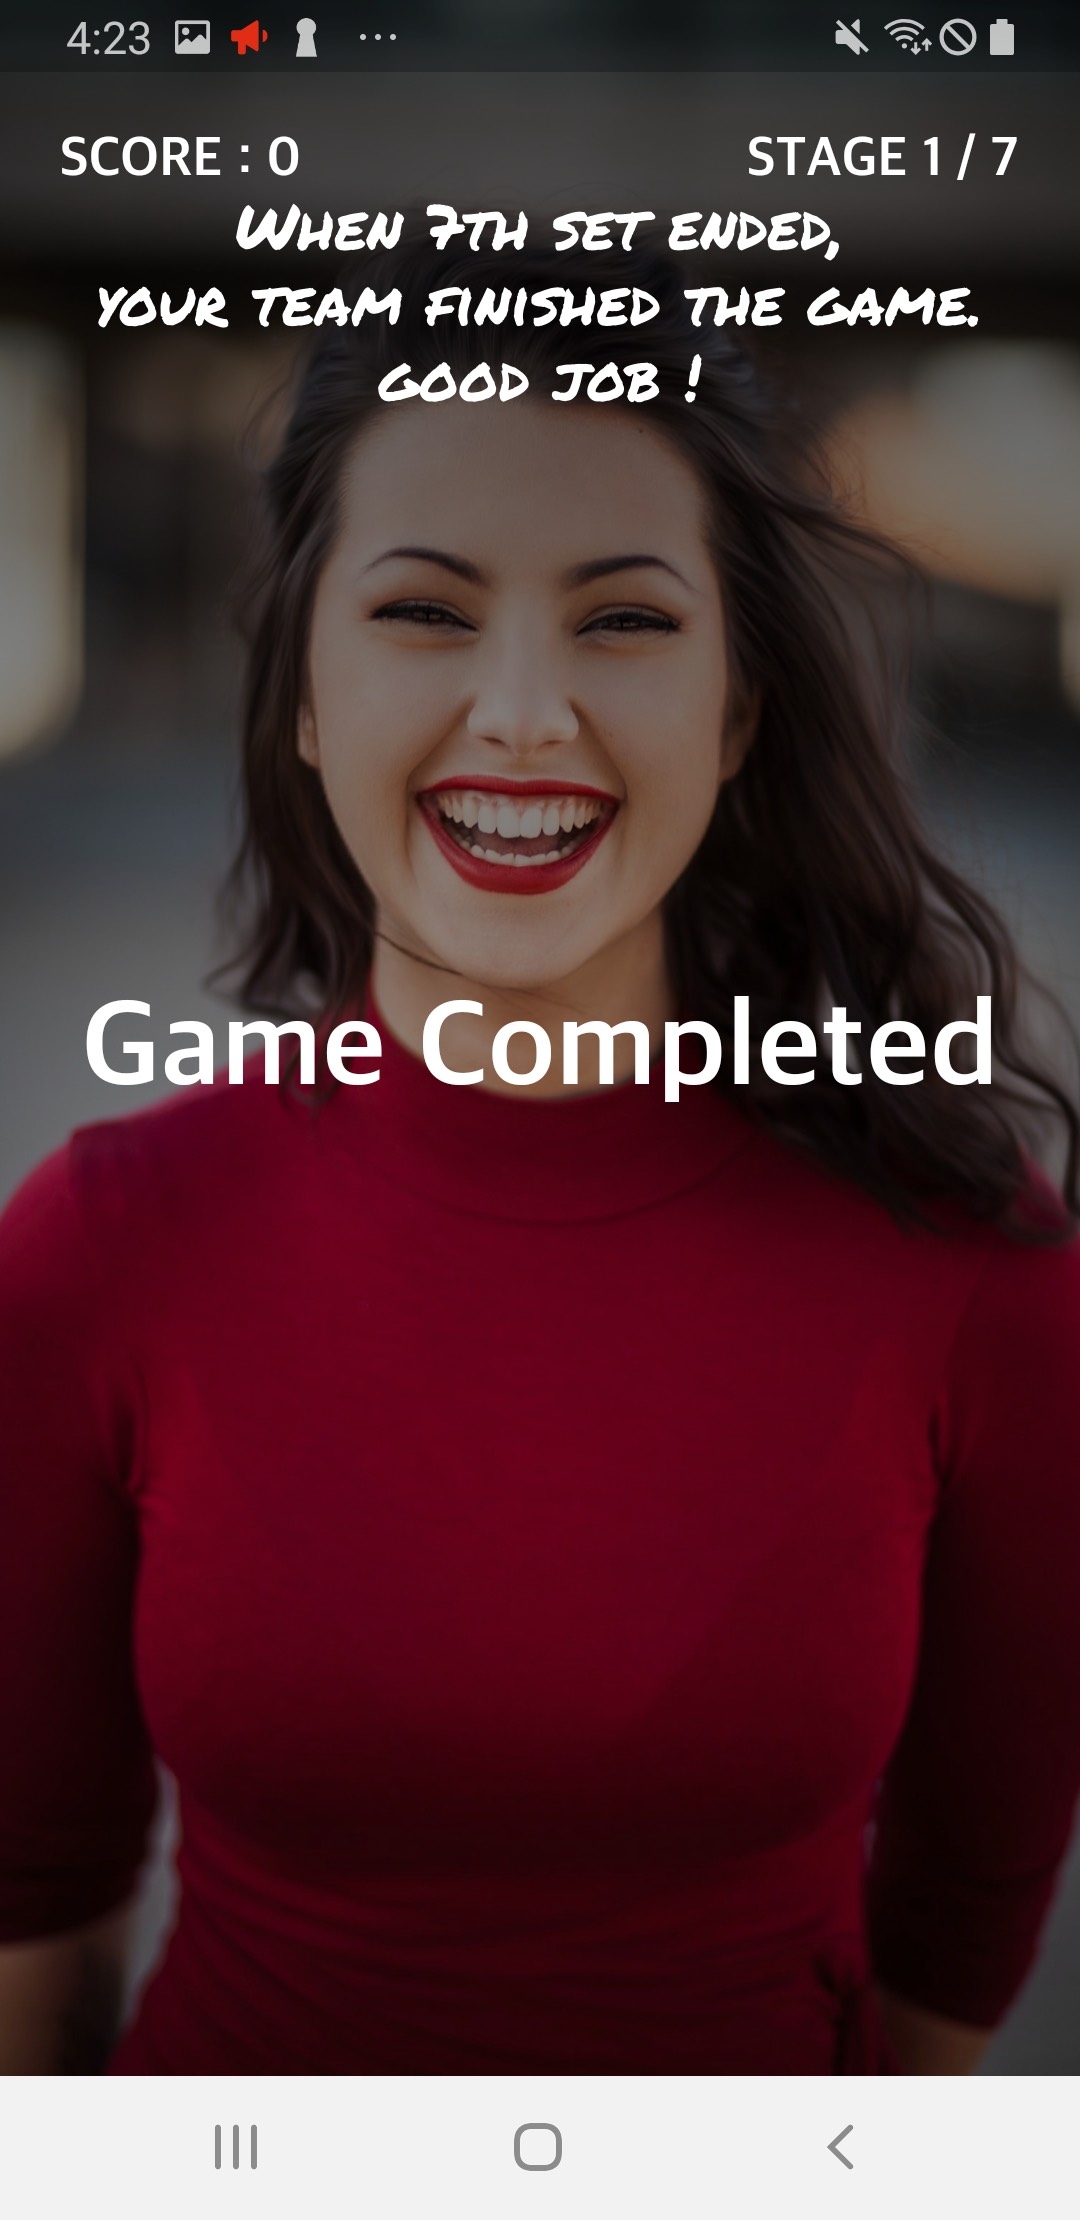 4:23
SCORE : 0
STAGE 1 / 7
When 7th set ended,
your team finished the game.
good job !
Game Completed